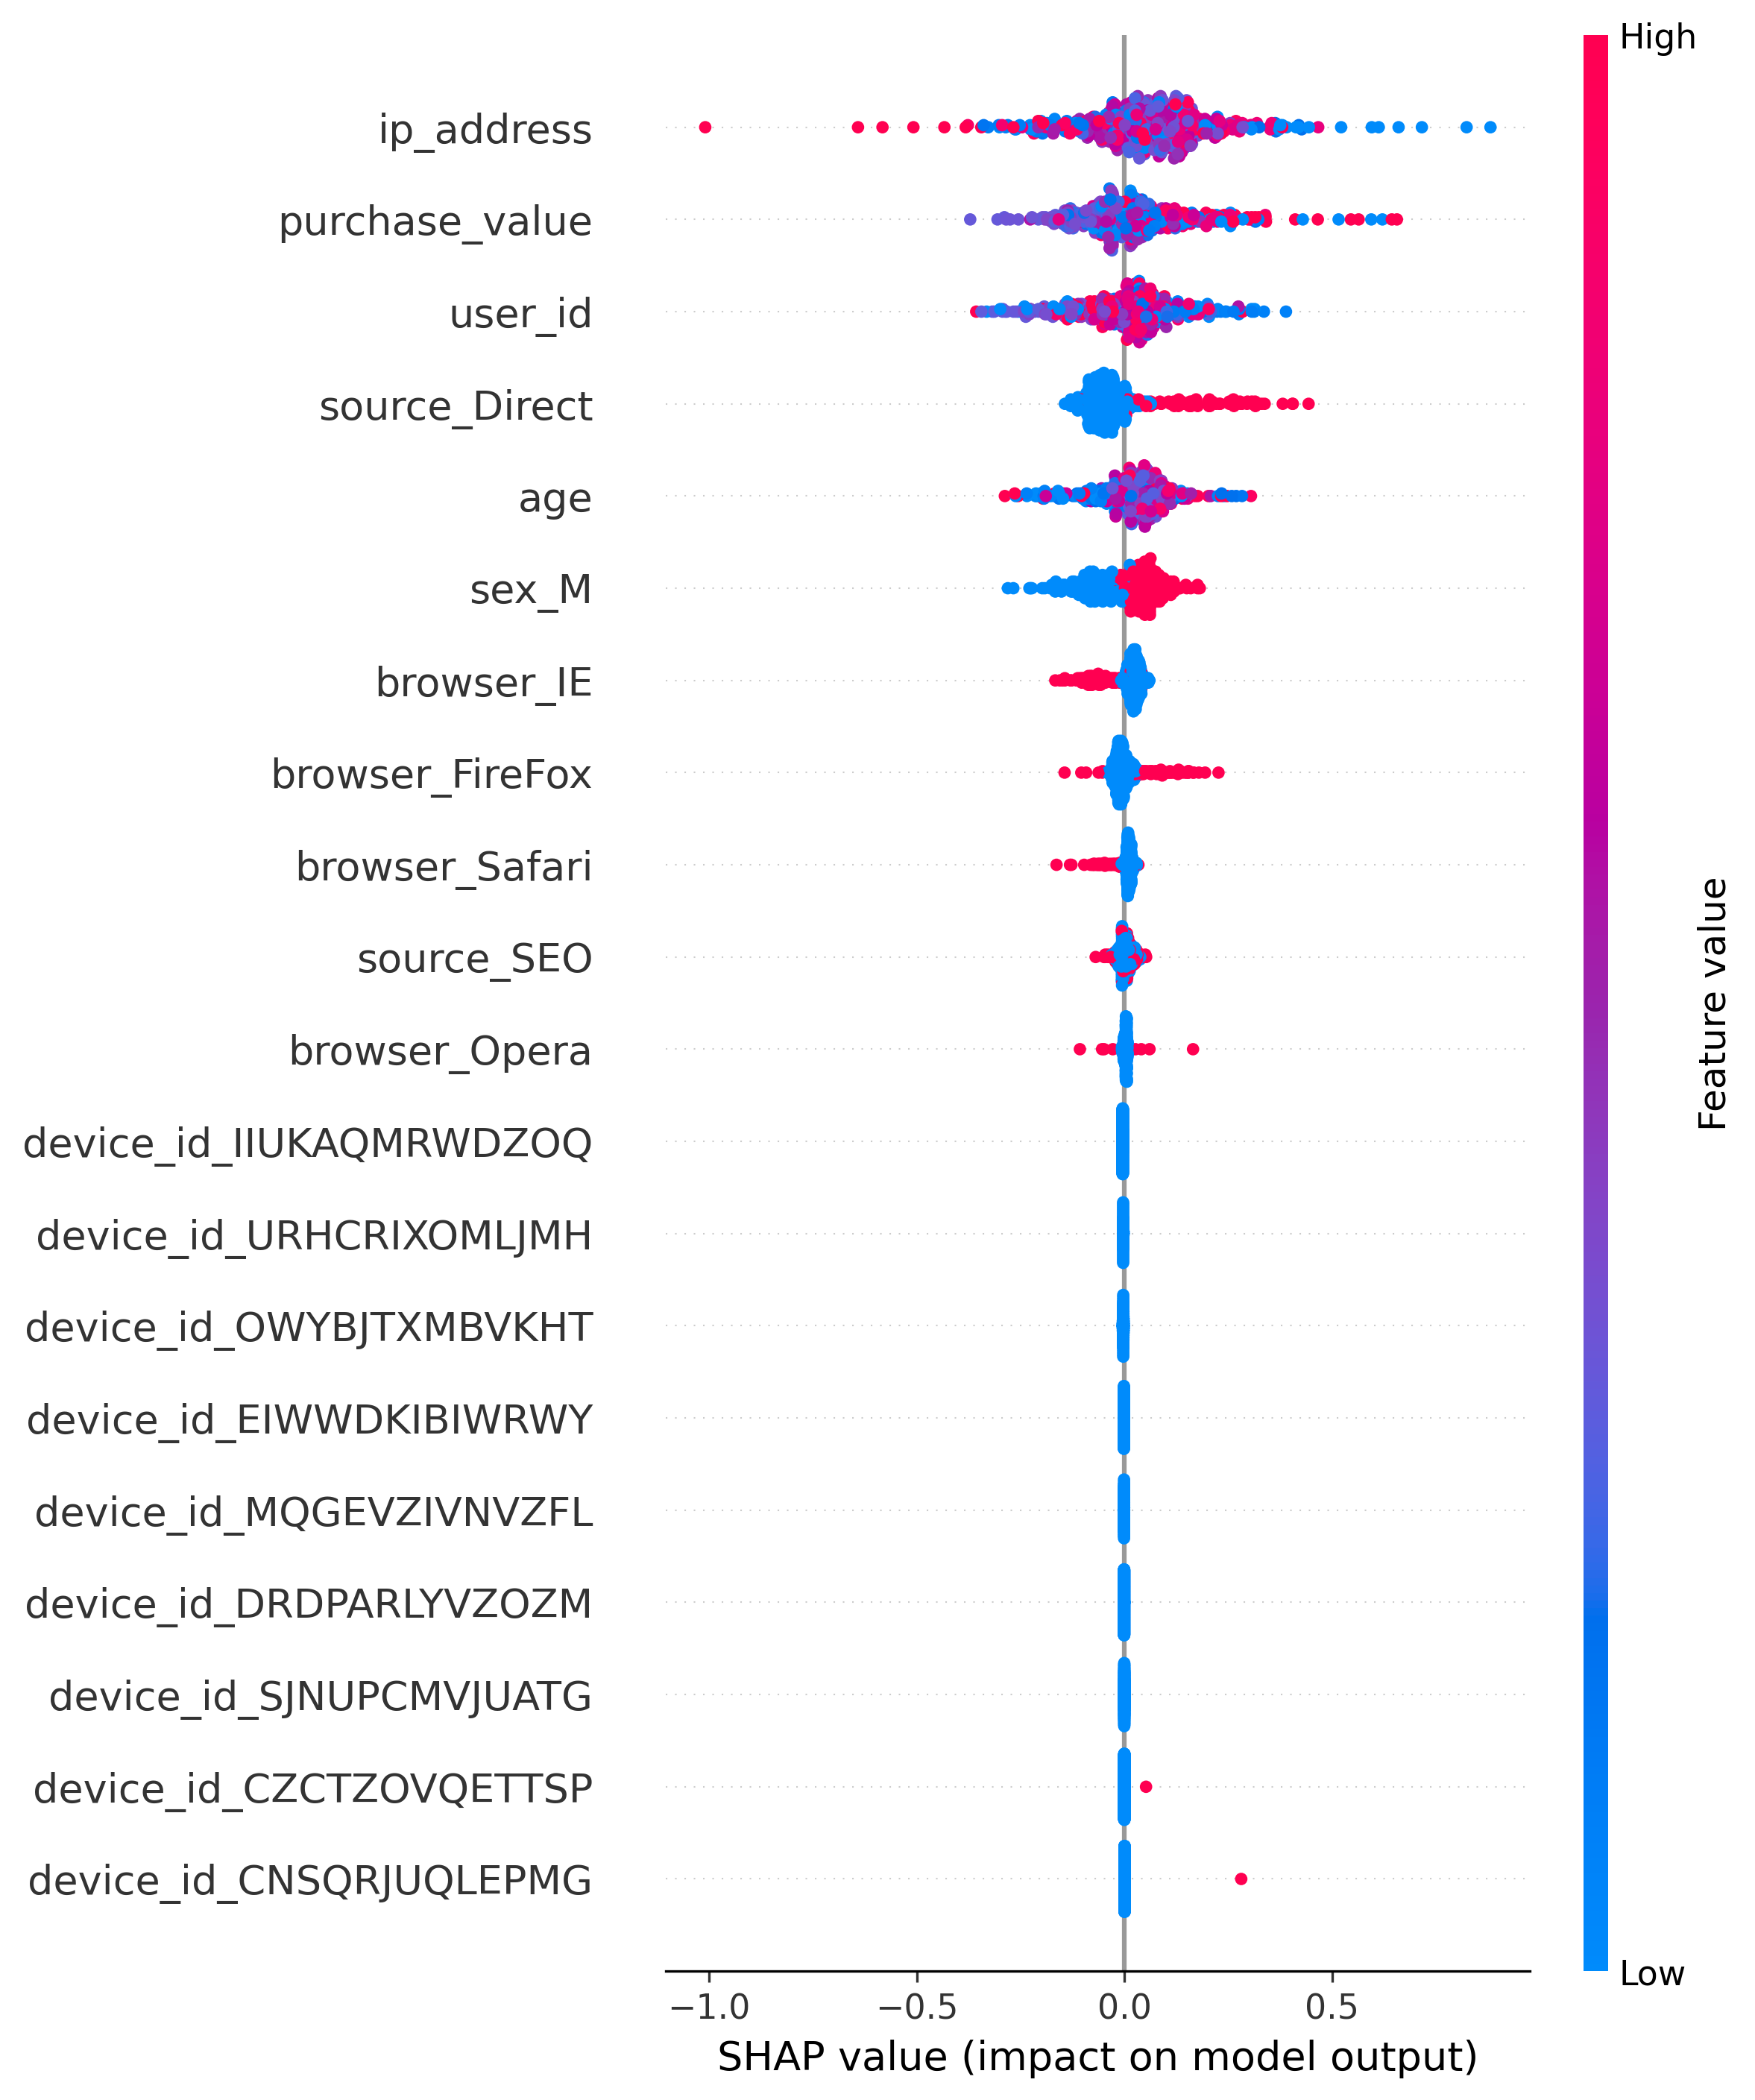 High
ip_address
purchase_value
user_id
source_Direct
age
sex_M
browser_IE
browser_FireFox
browser_Safari
source_SEO
browser_Opera
device_id_IIUKAQMRWDZOQ
device_id_URHCRIXOMLJMH
device_id_OWYBJTXMBVKHT
device_id_EIWWDKIBIWRWY
device_id_MQGEVZIVNVZFL
device_id_DRDPARLYVZOZM
device_id_SJNUPCMVJUATG
device_id_CZCTZOVQETTSP
device_id_CNSQRJUQLEPMG
Feature value
Low
−1.0 −0.5 0.0 0.5
SHAP value (impact on model output)